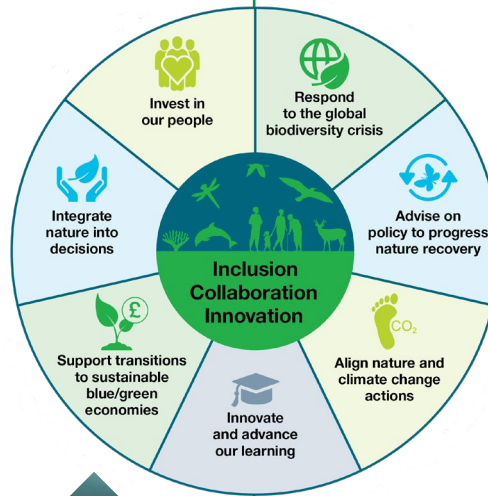 Invest in
our people
Respond
to the global
biodiversity crisis
Integrate
nature into
decisions
Advise on
policy to progress
nature recovery
Inclusion
Collaboration
Innovation
£
Support transitions
to sustainable
blue/green
economies
CO₂
Align nature and
climate change
actions
Innovate
and advance
our learning